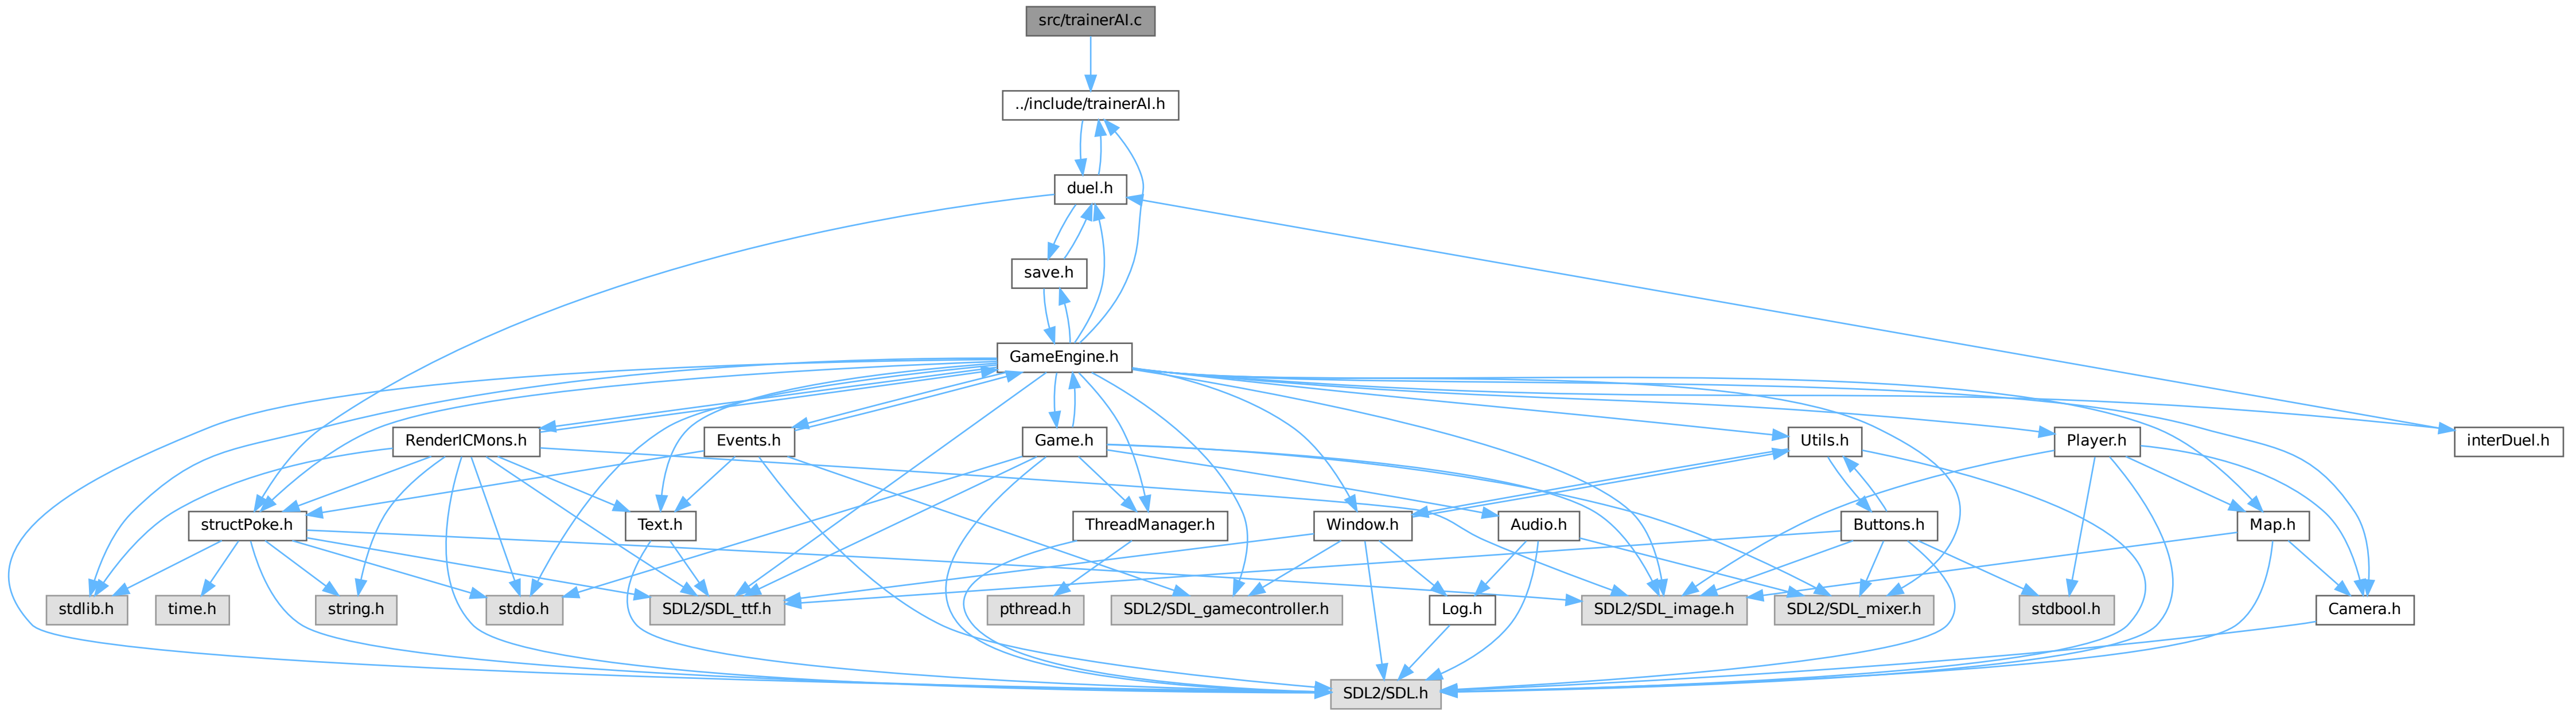 src/trainerAI.c
../include/trainerAI.h
duel.h
save.h
GameEngine.h
RenderICMons.h
Events.h
Game.h
Utils.h
Player.h
interDuel.h
structPoke.h
Text.h
ThreadManager.h
Window.h
Audio.h
Buttons.h
Map.h
stdlib.h
time.h
string.h
stdio.h
SDL2/SDL_ttf.h
pthread.h
SDL2/SDL_gamecontroller.h
Log.h
SDL2/SDL_image.h
SDL2/SDL_mixer.h
stdbool.h
Camera.h
SDL2/SDL.h